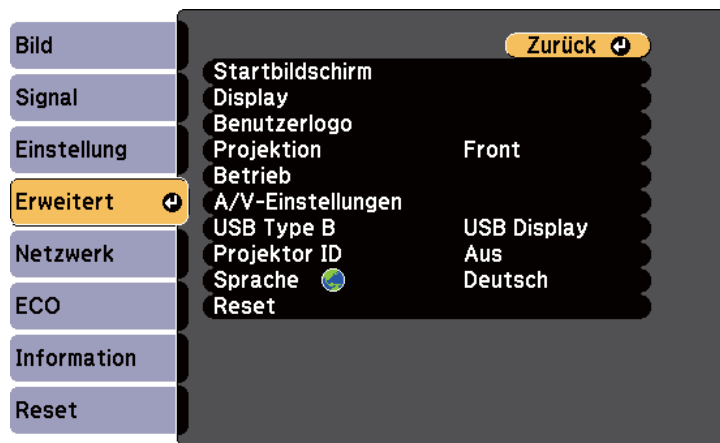 Bild
Signal
Einstellung
Erweitert
Netzwerk
ECO
Information
Reset
Zurück
Startbildschirm
Display
Benutzerlogo
Projektion Front
Betrieb
A/V-Einstellungen
USB Type B USB Display
Projektor ID Aus
Sprache Deutsch
Reset